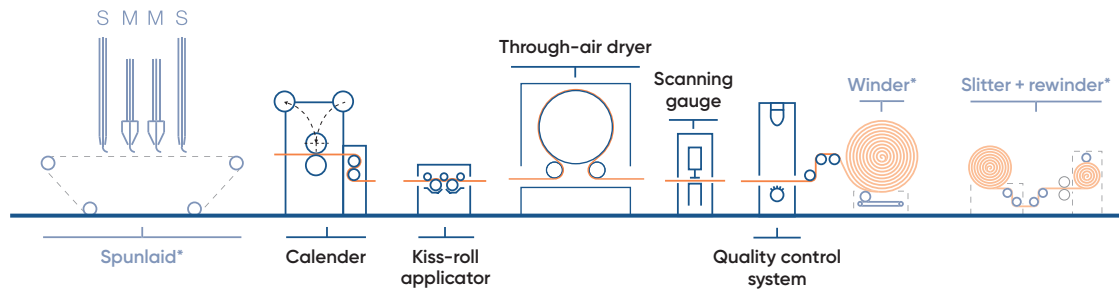 S M M S
Through-air dryer
Scanning
gauge
Winder*
Slitter + rewinder*
Spunlaid*
Calender
Kiss-roll
applicator
Quality control
system